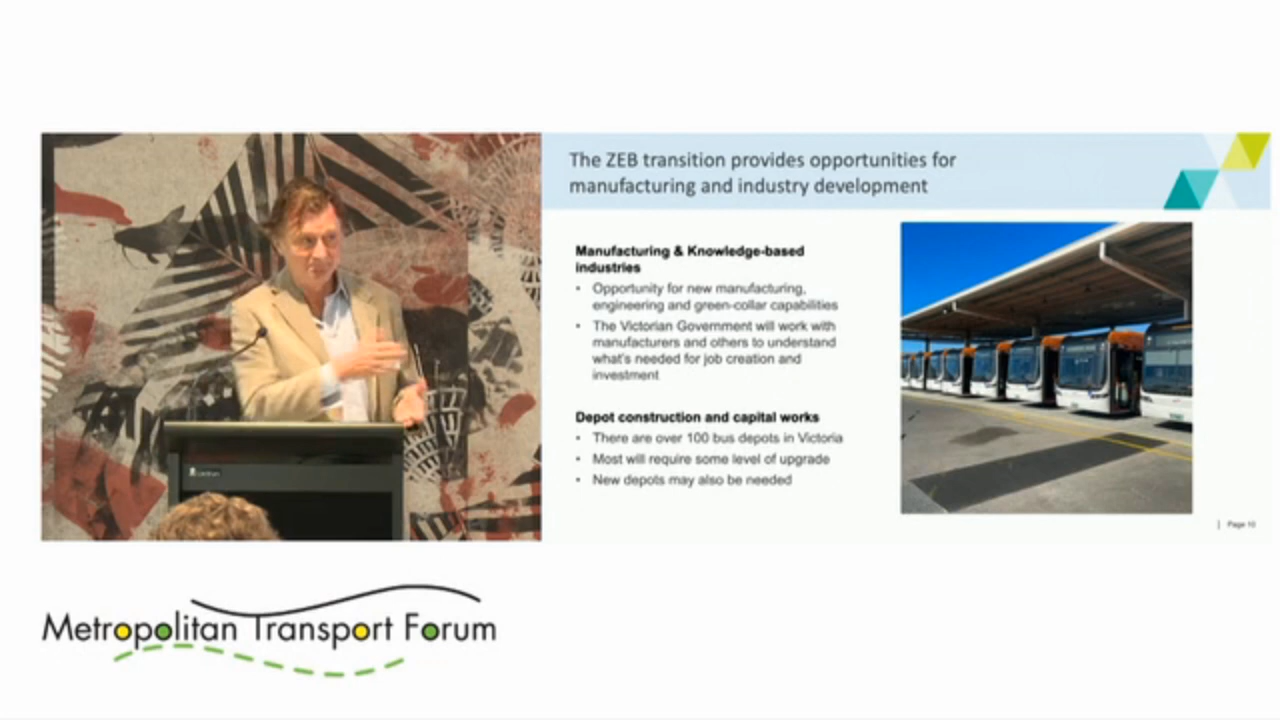 The ZEB transition provides opportunities for
manufacturing and industry development
Manufacturing & Knowledge-based
industries
• Opportunity for new manufacturing,
engineering and green-collar capabilities
• The Victorian Government will work with
manufacturers and others to understand
what's needed for job creation and
investment
Depot construction and capital works
• There are over 100 bus depots in Victoria
• Most will require some level of upgrade
• New depots may also be needed
| Page 10
Metropolitan Transport Forum